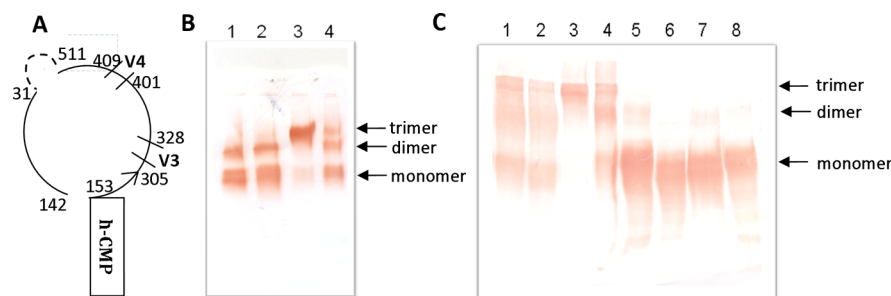 A
511
409
V4
401
31
328
V3
305
153
142
h-CMP
B
1 2 3 4
trimer
dimer
monomer
C
1 2 3 4 5 6 7 8
trimer
dimer
monomer